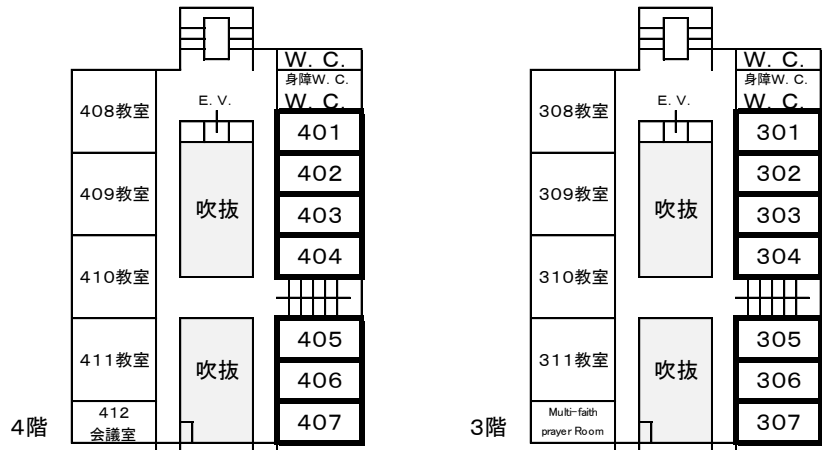 W. C.
身障W. C.
W. C.
E. V.
408教室
401
402
409教室
吹抜
403
404
410教室
405
411教室
吹抜
406
412
会議室
407
4階
W. C.
身障W. C.
W. C.
E. V.
308教室
301
302
309教室
吹抜
303
304
310教室
305
311教室
吹抜
306
Multi-faith
prayer Room
307
3階